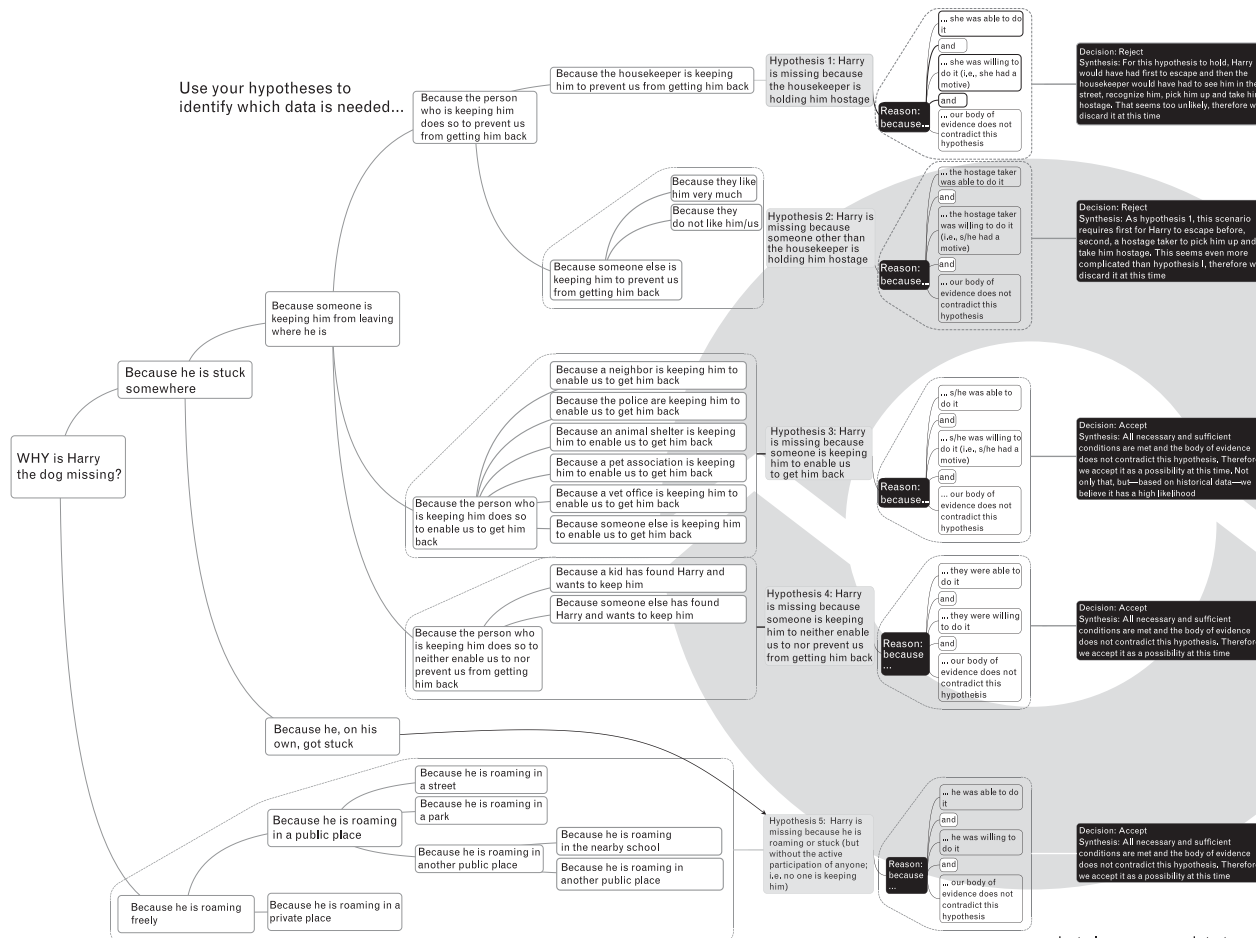 Use your hypotheses to
identify which data is needed...
WHY is Harry
the dog missing?
Because he is stuck
somewhere
Because someone is
keeping him from leaving
where he is
Because the person
who is keeping him
does so to prevent us
from getting him back
Because the housekeeper is keeping
him to prevent us from getting him back
Hypothesis 1: Harry
is missing because
the housekeeper is
holding him hostage
Reason:
because...
... she was able to do
it
and
... she was willing to
do it (i.e., she had a
motive)
and
... our body of
evidence does not
contradict this
hypothesis
Decision: Reject
Synthesis: For this hypothesis to hold, Harry
would have had first to escape and then the
housekeeper would have had to see him in the
street, recognize him, pick him up and take hi
hostage. That seems too unlikely, therefore w
discard it at this time
Because they like
him very much
Because they
do not like him/us
Because someone else is
keeping him to prevent us
from getting him back
Hypothesis 2: Harry is
missing because
someone other than
the housekeeper is
holding him hostage
Reason:
because...
... the hostage taker
was able to do it
and
... the hostage taker
was willing to do it
(i.e., s/he had a
motive)
and
... our body of
evidence does not
contradict this
hypothesis
Decision: Reject
Synthesis: As hypothesis 1, this scenario
requires first for Harry to escape before,
second, a hostage taker to pick him up and
take him hostage. This seems even more
complicated than hypothesis I, therefore w
discard it at this time
Because a neighbor is keeping him to
enable us to get him back
Because the police are keeping him to
enable us to get him back
Because an animal shelter is keeping
him to enable us to get him back
Because a pet association is keeping
him to enable us to get him back
Because a vet office is keeping him to
enable us to get him back
Because someone else is keeping him
to enable us to get him back
Because the person who
is keeping him does so
to enable us to get him
back
Hypothesis 3: Harry
is missing because
someone is keeping
him to enable us
to get him back
Reason:
because...
... s/he was able to
do it
and
... s/he was willing to
do it (i.e., s/he had a
motive)
and
... our body of
evidence does not
contradict this
hypothesis
Decision: Accept
Synthesis: All necessary and sufficient
conditions are met and the body of evidence
does not contradict this hypothesis. Therefor
we accept it as a possibility at this time. Not
only that, but—based on historical data—we
believe it has a high likelihood
Because a kid has found Harry and
wants to keep him
Because someone else has found
Harry and wants to keep him
Because the person who
is keeping him does so to
neither enable us to nor
prevent us from getting
him back
Hypothesis 4: Harry
is missing because
someone is keeping
him to neither enable
us to nor prevent us
from getting him back
Reason:
because
...
... they were able to
do it
and
... they were willing
to do it
and
... our body of
evidence does not
contradict this
hypothesis
Decision: Accept
Synthesis: All necessary and sufficient
conditions are met and the body of evidence
does not contradict this hypothesis. Therefor
we accept it as a possibility at this time
Because he, on his
own, got stuck
Because he is roaming
freely
Because he is roaming
in a public place
Because he is roaming in a
private place
Because he is roaming in
a street
Because he is roaming in
a park
Because he is roaming in
another public place
Because he is roaming
in the nearby school
Because he is roaming in
another public place
Hypothesis 5: Harry is
missing because he is
roaming or stuck (but
without the active
participation of anyone;
i.e. no one is keeping
him)
Reason:
because
...
... he was able to do
it
and
... he was willing to
do it
and
... our body of
evidence does not
contradict this
hypothesis
Decision: Accept
Synthesis: All necessary and sufficient
conditions are met and the body of evidence
does not contradict this hypothesis. Therefor
we accept it as a possibility at this time